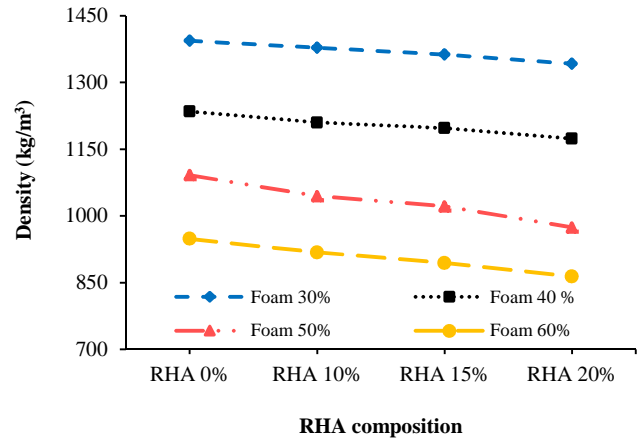 1450
1300
1150
1000
850
700
Density (kg/m³)
Foam 30%
Foam 40 %
Foam 50%
Foam 60%
RHA 0%
RHA 10%
RHA 15%
RHA 20%
RHA composition